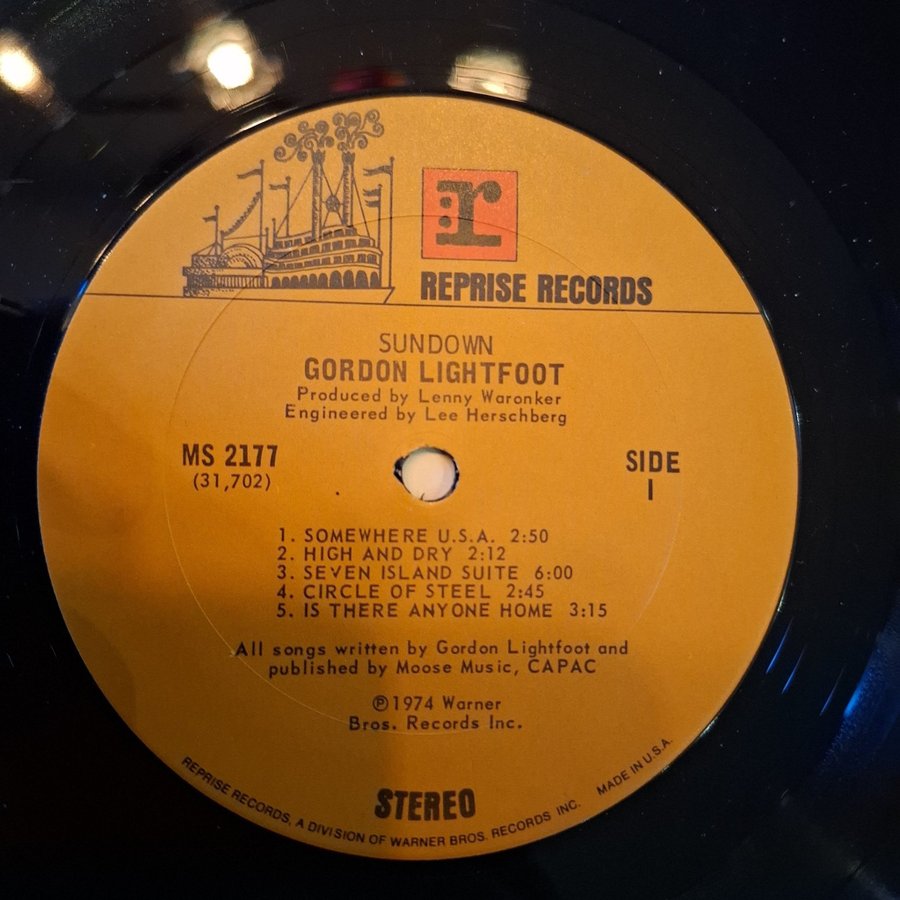 :r
REPRISE RECORDS
SUNDOWN
GORDON LIGHTFOOT
Produced by Lenny Waronker
Engineered by Lee Herschberg
MS 2177
(31,702)
SIDE
1
1. SOMEWHERE U.S.A. 2:50
2. HIGH AND DRY 2:12
3. SEVEN ISLAND SUITE 6:00
4. CIRCLE OF STEEL 2:45
5. IS THERE ANYONE HOME 3:15
All songs written by Gordon Lightfoot and
published by Moose Music, CAPAC
℗1974 Warner
Bros. Records Inc.
STEREO
REPRISE RECORDS, A DIVISION OF WARNER BROS. RECORDS INC. MADE IN U.S.A.